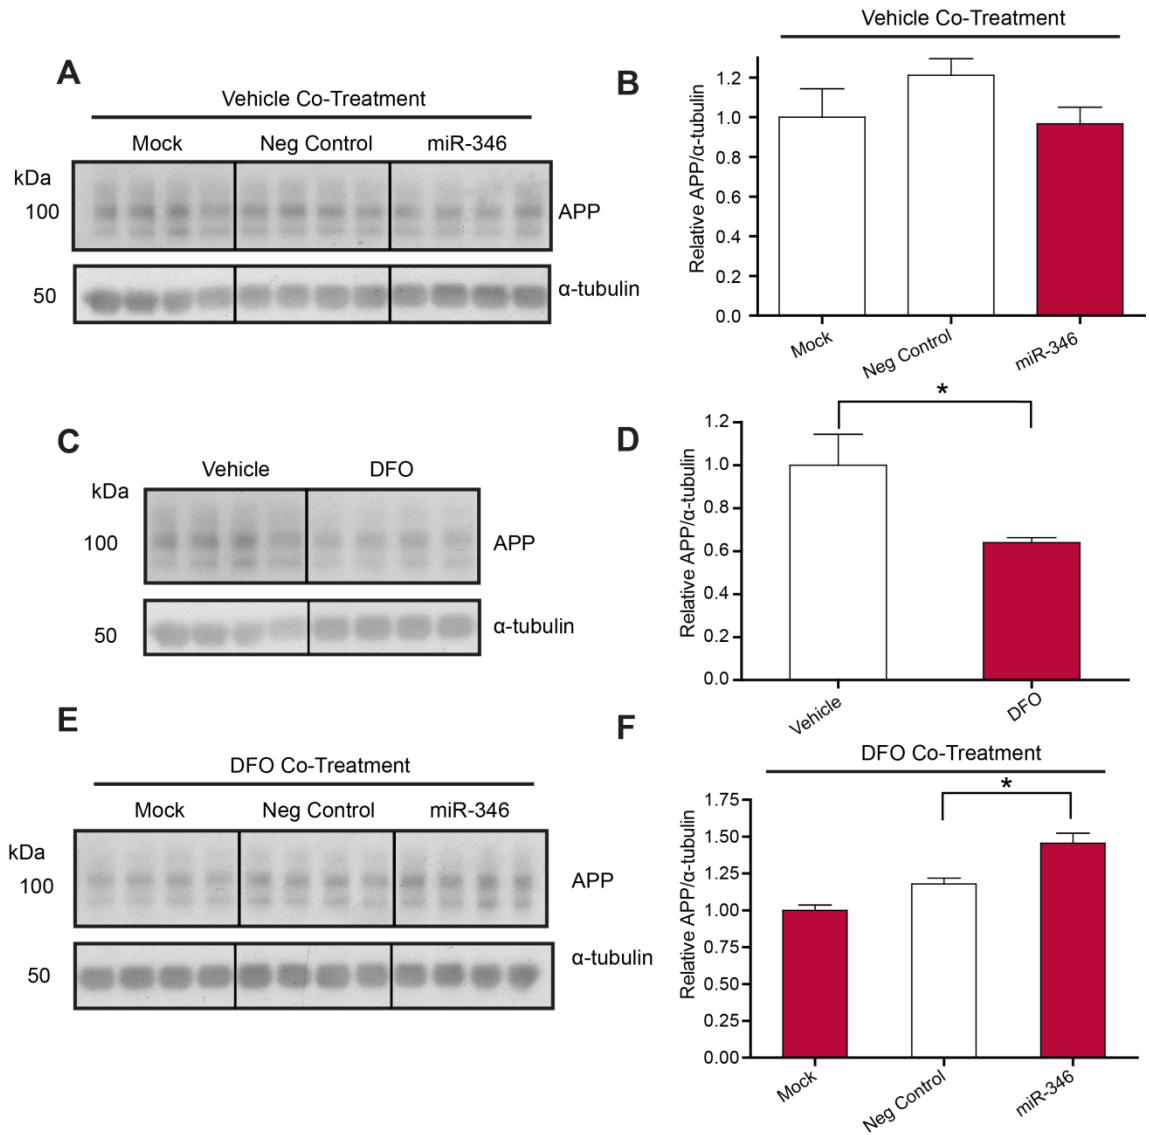 A
Vehicle Co-Treatment
Mock Neg Control miR-346
kDa
100 APP
50 α-tubulin
B
Vehicle Co-Treatment
Relative APP/α-tubulin
1.2
1.0
0.8
0.6
0.4
0.2
0.0
Mock Neg Control miR-346
C
Vehicle DFO
kDa
100 APP
50 α-tubulin
D
*
Relative APP/α-tubulin
1.2
1.0
0.8
0.6
0.4
0.2
0.0
Vehicle DFO
E
DFO Co-Treatment
Mock Neg Control miR-346
kDa
100 APP
50 α-tubulin
F
DFO Co-Treatment
*
Relative APP/α-tubulin
1.75
1.50
1.25
1.00
0.75
0.50
0.25
0.00
Mock Neg Control miR-346